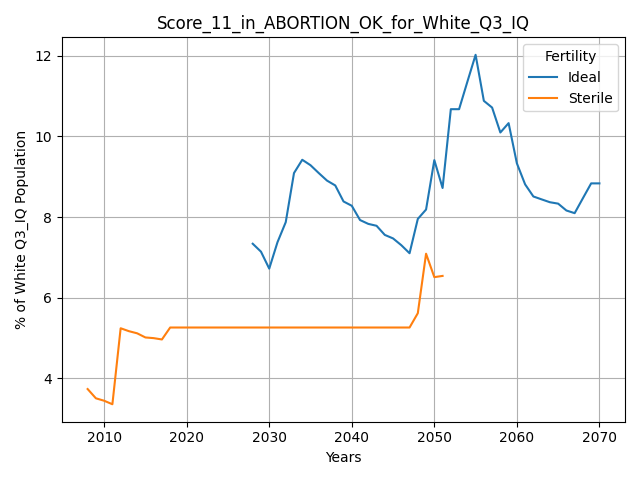 Score_11_in_ABORTION_OK_for_White_Q3_IQ
% of White Q3_IQ Population
12
10
8
6
4
Fertility
Ideal
Sterile
2010 2020 2030 2040 2050 2060 2070
Years